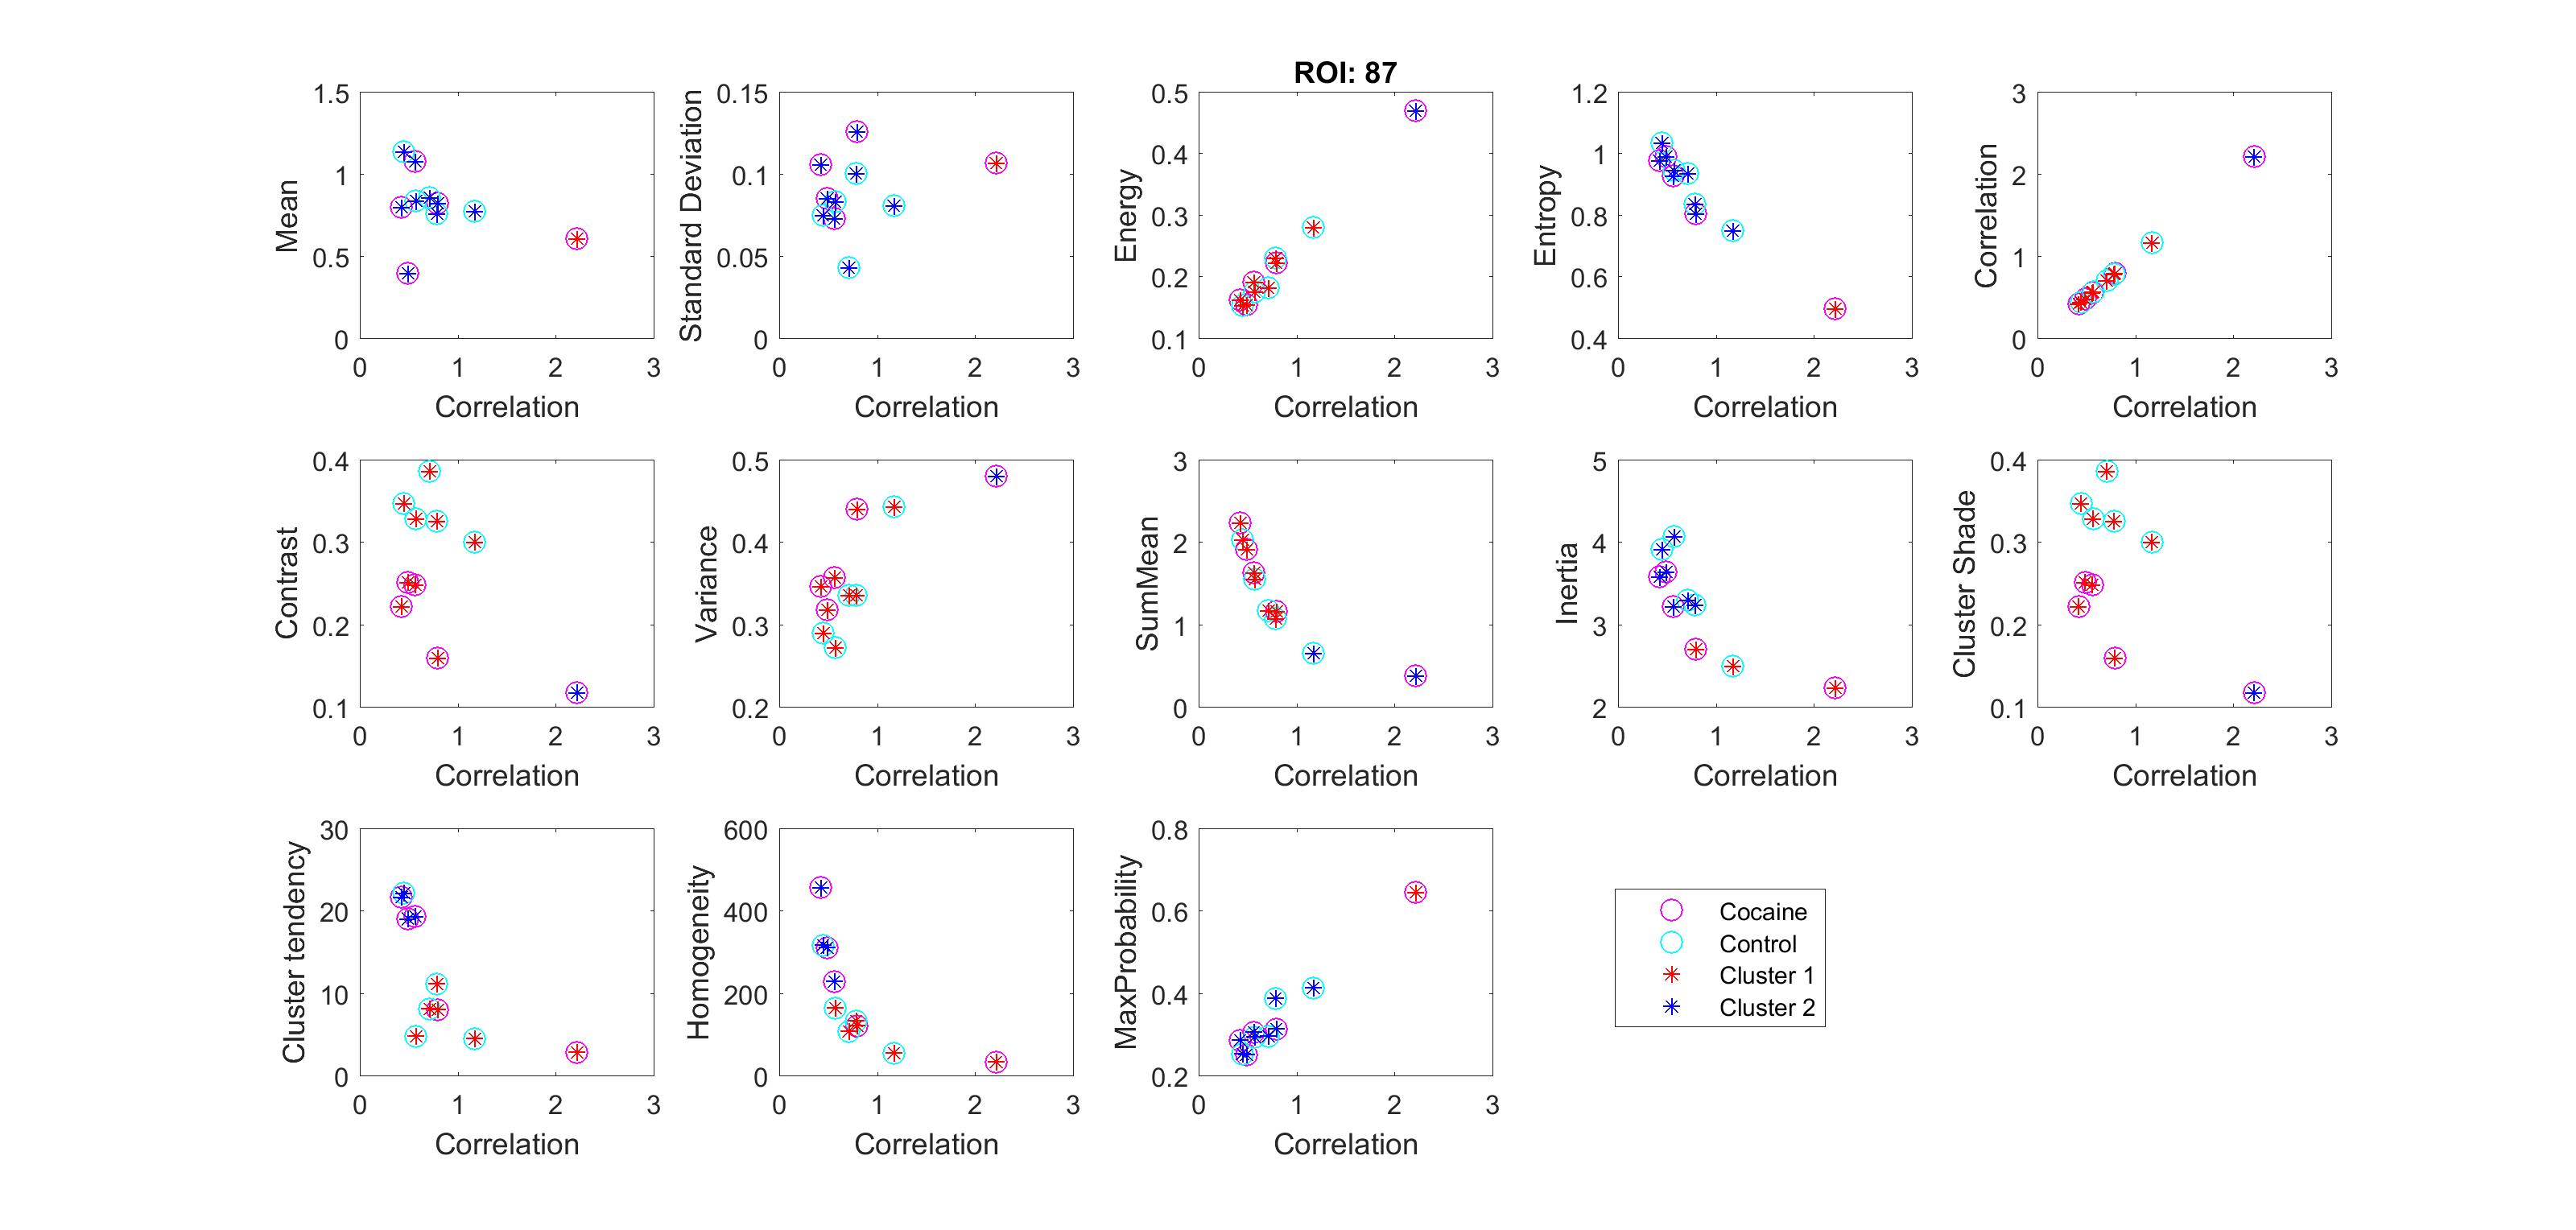 ROI: 87
1.5
1
0.5
0
Mean
0 1 2 3
Correlation
0.15
0.1
0.05
0
Standard Deviation
0 1 2 3
Correlation
0.5
0.4
0.3
0.2
0.1
Energy
0 1 2 3
Correlation
1.2
1
0.8
0.6
0.4
Entropy
0 1 2 3
Correlation
3
2
1
0
Correlation
0 1 2 3
Correlation
0.4
0.3
0.2
0.1
Contrast
0 1 2 3
Correlation
0.5
0.4
0.3
0.2
Variance
0 1 2 3
Correlation
3
2
1
0
SumMean
0 1 2 3
Correlation
5
4
3
2
Inertia
0 1 2 3
Correlation
0.4
0.3
0.2
0.1
Cluster Shade
0 1 2 3
Correlation
30
20
10
0
Cluster tendency
0 1 2 3
Correlation
600
400
200
0
Homogeneity
0 1 2 3
Correlation
0.8
0.6
0.4
0.2
MaxProbability
0 1 2 3
Correlation
Cocaine
Control
Cluster 1
Cluster 2